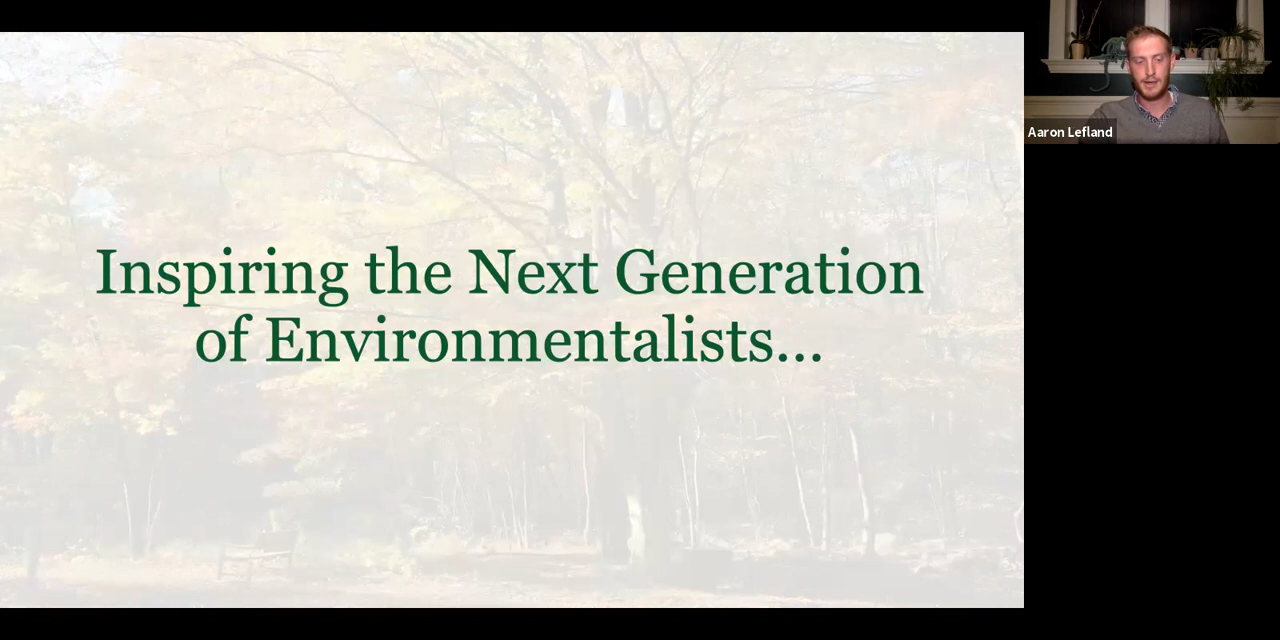 Inspiring the Next Generation
of Environmentalists...
Aaron Lefland